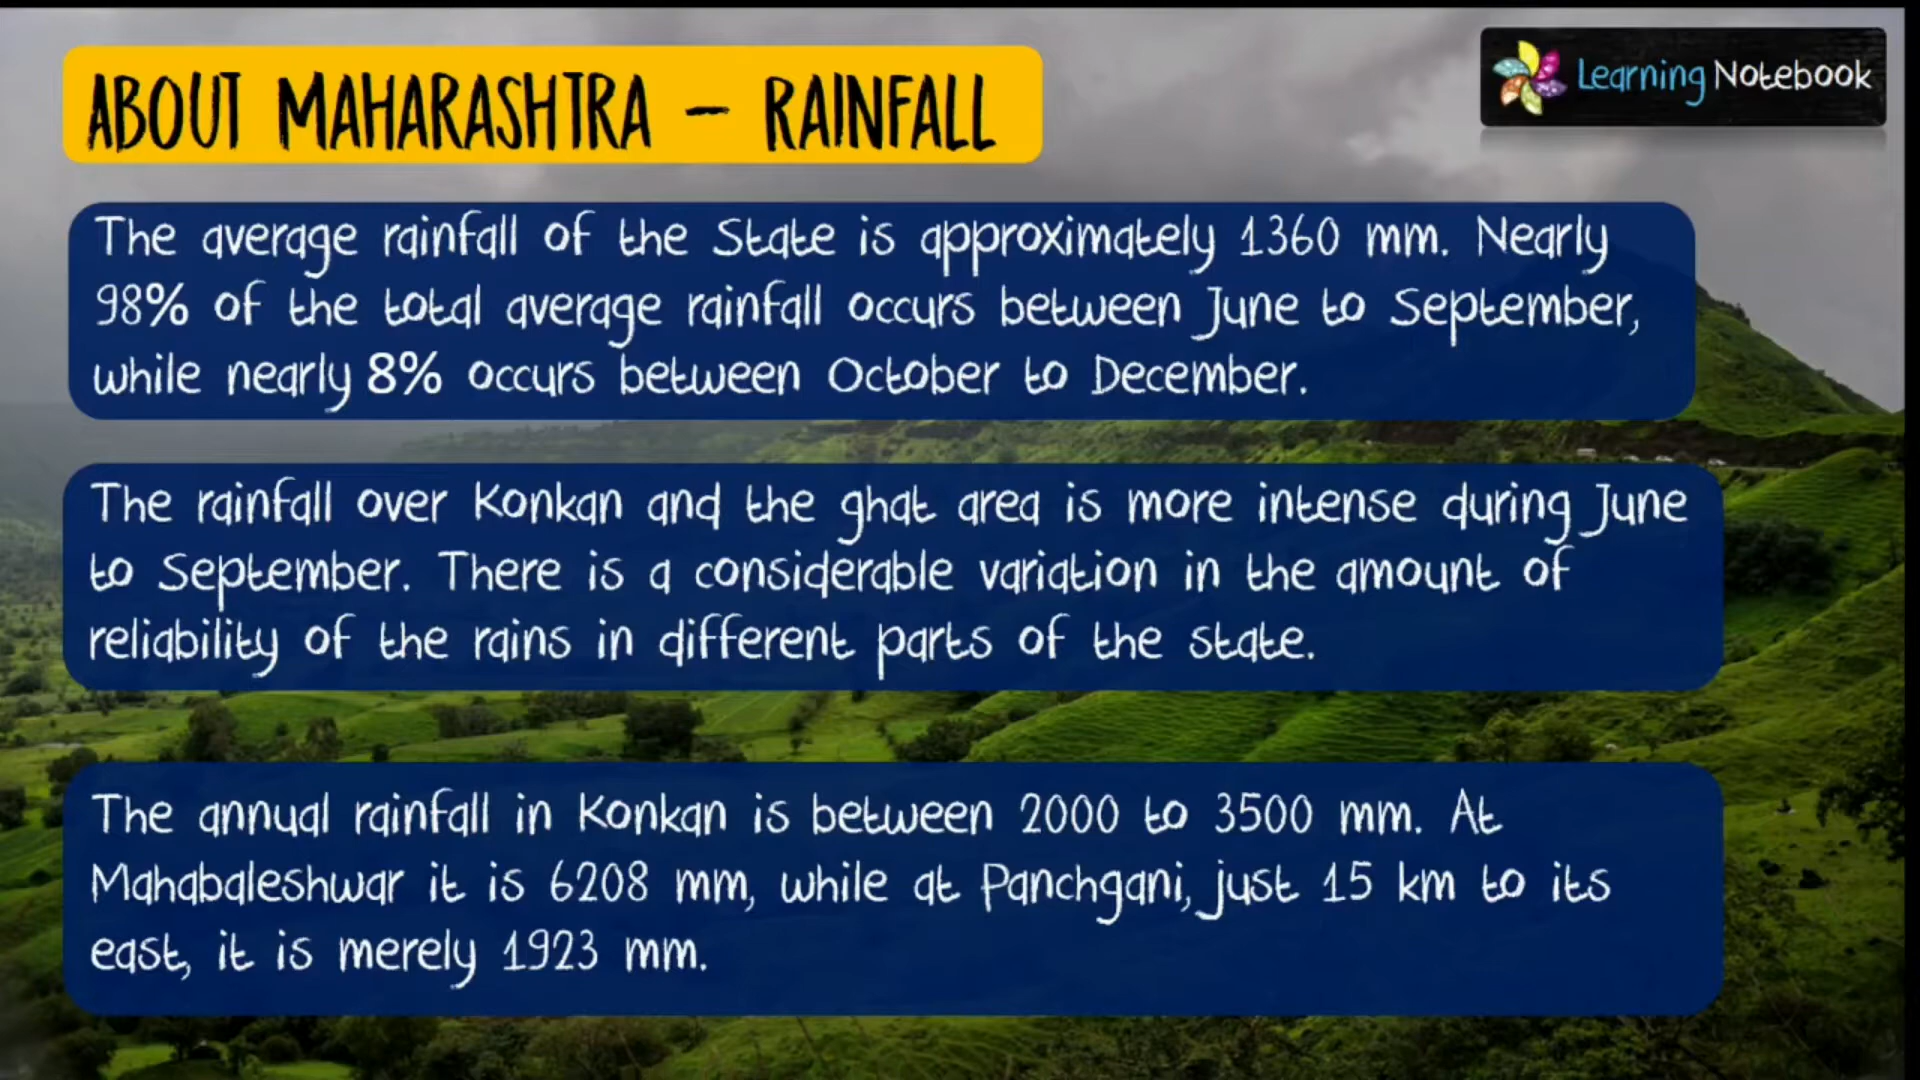 ABOUT MAHARASHTRA - RAINFALL
Learning Notebook
The average rainfall of the State is approximately 1360 mm. Nearly
98% of the total average rainfall occurs between June to September,
while nearly 8% occurs between October to December.
The rainfall over Konkan and the ghat area is more intense during June
to September. There is a considerable variation in the amount of
reliability of the rains in different parts of the state.
The annual rainfall in Konkan is between 2000 to 3500 mm. At
Mahabaleshwar it is 6208 mm, while at Panchgani, just 15 km to its
east, it is merely 1923 mm.